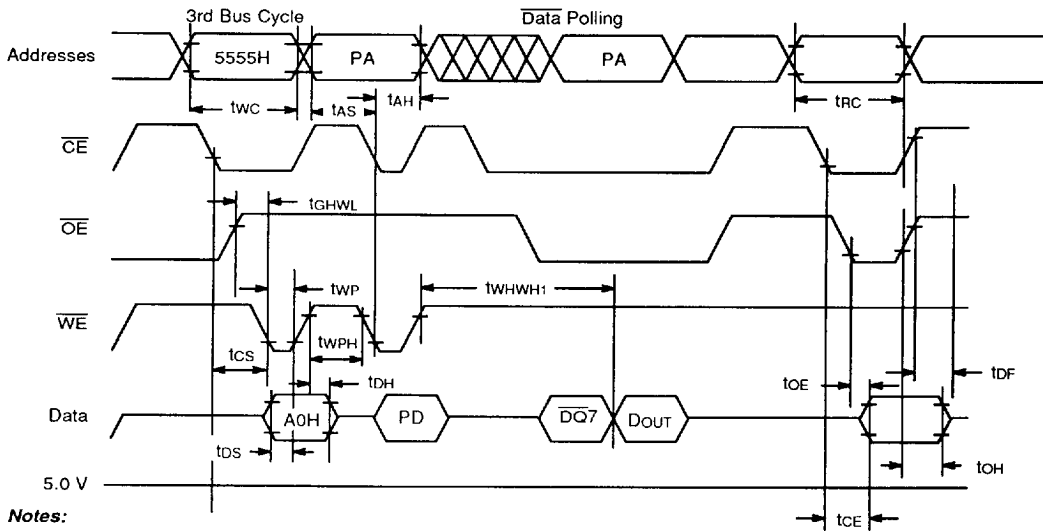 3rd Bus Cycle
Data Polling
Addresses
5555H
PA
PA
tWC
tAS
tAH
tRC
CE
tGHWL
OE
tWP
tWHWH1
WE
tCS
tWPH
tDH
tOE
tDF
Data
A0H
PD
DQ7
DOUT
tDS
tOH
5.0 V
tCE
Notes: